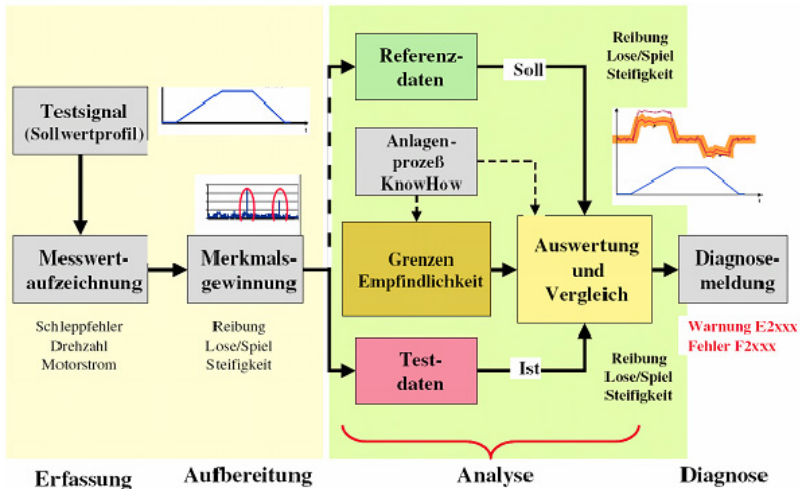 Testsignal
(Sollwertprofil)
t
Messwert-
aufzeichnung
Schleppfehler
Drehzahl
Motorstrom
Merkmals-
gewinnung
Reibung
Lose/Spiel
Steifigkeit
Referenz-
daten
Soll
Reibung
Lose/Spiel
Steifigkeit
Anlagen-
prozeß
KnowHow
Grenzen
Empfindlichkeit
Auswertung
und
Vergleich
Test-
daten
Ist
Reibung
Lose/Spiel
Steifigkeit
t
Diagnose-
meldung
Warnung E2xxx
Fehler F2xxx
Erfassung
Aufbereitung
Analyse
Diagnose